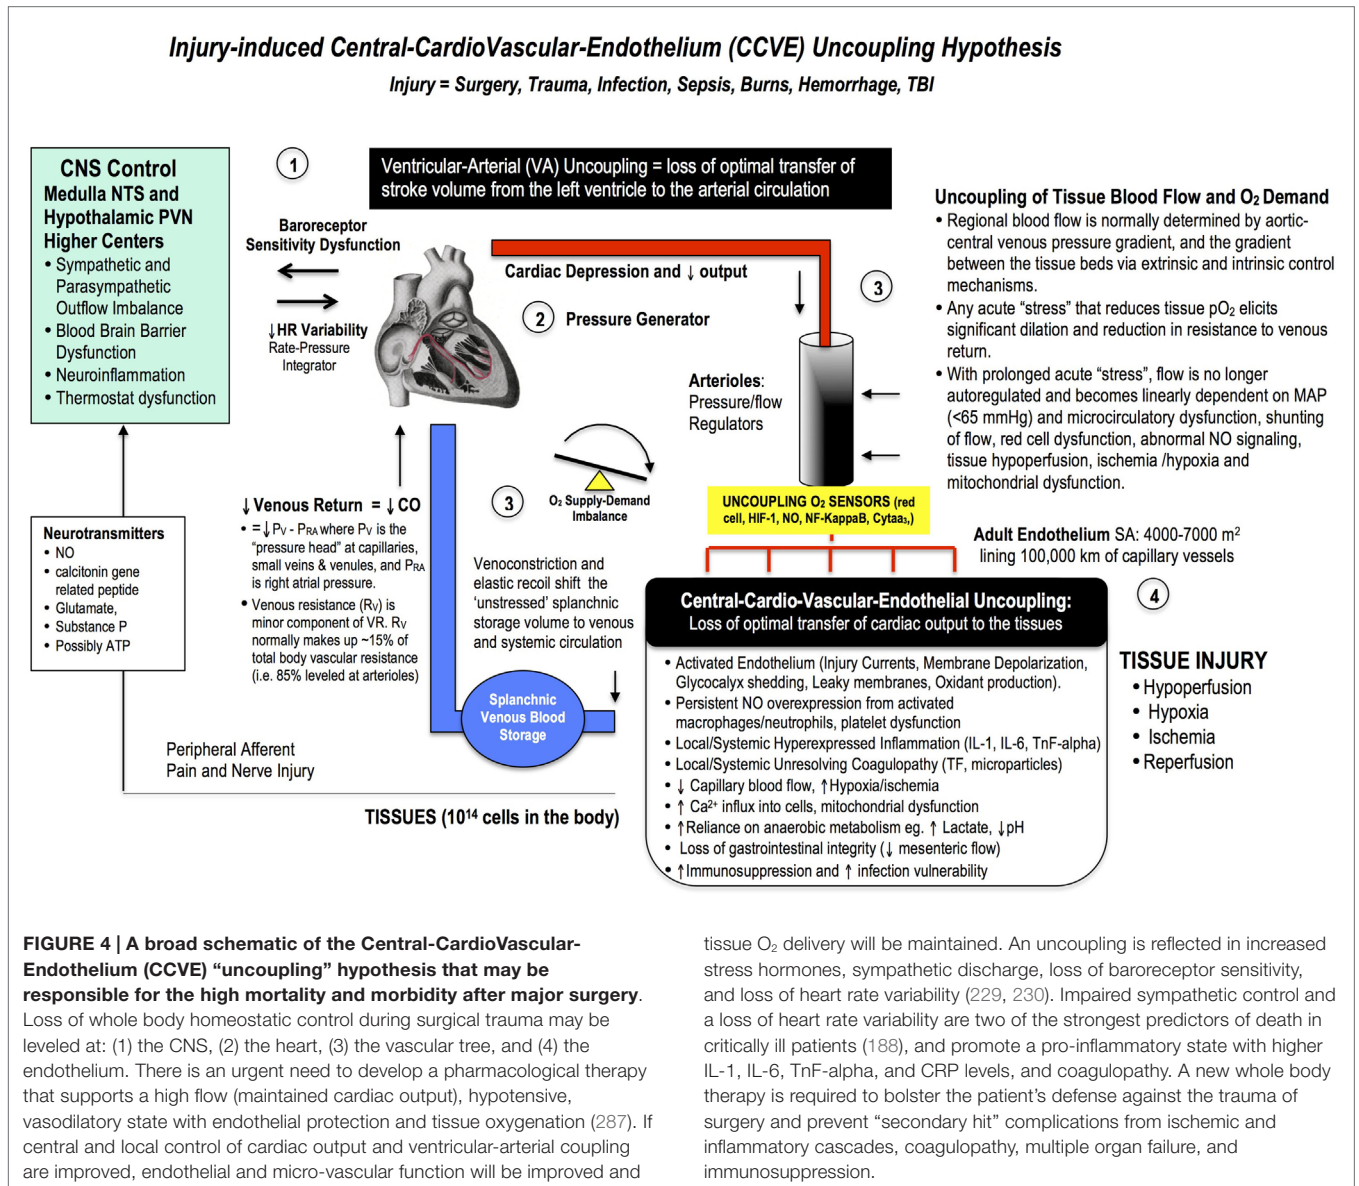 Injury-induced Central-CardioVascular-Endothelium (CCVE) Uncoupling Hypothesis
Injury = Surgery, Trauma, Infection, Sepsis, Burns, Hemorrhage, TBI
CNS Control
Medulla NTS and
Hypothalamic PVN
Higher Centers
• Sympathetic and
Parasympathetic
Outflow Imbalance
• Blood Brain Barrier
Dysfunction
• Neuroinflammation
• Thermostat dysfunction
1
Ventricular-Arterial (VA) Uncoupling = loss of optimal transfer of
stroke volume from the left ventricle to the arterial circulation
Baroreceptor
Sensitivity Dysfunction
↓HR Variability
Rate-Pressure
Integrator
Cardiac Depression and ↓ output
2
Pressure Generator
3
Arterioles:
Pressure/flow
Regulators
Uncoupling of Tissue Blood Flow and O₂ Demand
• Regional blood flow is normally determined by aortic-
central venous pressure gradient, and the gradient
between the tissue beds via extrinsic and intrinsic control
mechanisms.
• Any acute “stress” that reduces tissue pO₂ elicits
significant dilation and reduction in resistance to venous
return.
• With prolonged acute “stress”, flow is no longer
autoregulated and becomes linearly dependent on MAP
(<65 mmHg) and microcirculatory dysfunction, shunting
of flow, red cell dysfunction, abnormal NO signaling,
tissue hypoperfusion, ischemia /hypoxia and
mitochondrial dysfunction.
Neurotransmitters
• NO
• calcitonin gene
related peptide
• Glutamate,
• Substance P
• Possibly ATP
↓Venous Return = ↓CO
• =↓Pv - PRA where Pv is the
“pressure head” at capillaries,
small veins & venules, and PRA
is right atrial pressure.
• Venous resistance (Rv) is
minor component of VR. Rv
normally makes up ~15% of
total body vascular resistance
(i.e. 85% leveled at arterioles)
3
O₂ Supply-Demand
Imbalance
Venoconstriction and
elastic recoil shift the
‘unstressed’ splanchnic
storage volume to venous
and systemic circulation
Splanchnic
Venous Blood
Storage
UNCOUPLING O₂ SENSORS (red
cell, HIF-1, NO, NF-KappaB, Cytaa₃,)
Adult Endothelium SA: 4000-7000 m²
lining 100,000 km of capillary vessels
4
Central-Cardio-Vascular-Endothelial Uncoupling:
Loss of optimal transfer of cardiac output to the tissues
• Activated Endothelium (Injury Currents, Membrane Depolarization,
Glycocalyx shedding, Leaky membranes, Oxidant production).
• Persistent NO overexpression from activated
macrophages/neutrophils, platelet dysfunction
• Local/Systemic Hyperexpressed Inflammation (IL-1, IL-6, TnF-alpha)
• Local/Systemic Unresolving Coagulopathy (TF, microparticles)
• ↓ Capillary blood flow, ↑Hypoxia/ischemia
• ↑ Ca²⁺ influx into cells, mitochondrial dysfunction
• ↑Reliance on anaerobic metabolism eg. ↑ Lactate, ↓pH
• Loss of gastrointestinal integrity (↓ mesenteric flow)
• ↑Immunosuppression and ↑ infection vulnerability
TISSUE INJURY
• Hypoperfusion
• Hypoxia
• Ischemia
• Reperfusion
Peripheral Afferent
Pain and Nerve Injury
TISSUES (10¹⁴ cells in the body)
FIGURE 4 | A broad schematic of the Central-CardioVascular-
Endothelium (CCVE) “uncoupling” hypothesis that may be
responsible for the high mortality and morbidity after major surgery.
Loss of whole body homeostatic control during surgical trauma may be
leveled at: (1) the CNS, (2) the heart, (3) the vascular tree, and (4) the
endothelium. There is an urgent need to develop a pharmacological therapy
that supports a high flow (maintained cardiac output), hypotensive,
vasodilatory state with endothelial protection and tissue oxygenation (287). If
central and local control of cardiac output and ventricular-arterial coupling
are improved, endothelial and micro-vascular function will be improved and
tissue O₂ delivery will be maintained. An uncoupling is reflected in increased
stress hormones, sympathetic discharge, loss of baroreceptor sensitivity,
and loss of heart rate variability (229, 230). Impaired sympathetic control and
a loss of heart rate variability are two of the strongest predictors of death in
critically ill patients (188), and promote a pro-inflammatory state with higher
IL-1, IL-6, TnF-alpha, and CRP levels, and coagulopathy. A new whole body
therapy is required to bolster the patient’s defense against the trauma of
surgery and prevent “secondary hit” complications from ischemic and
inflammatory cascades, coagulopathy, multiple organ failure, and
immunosuppression.